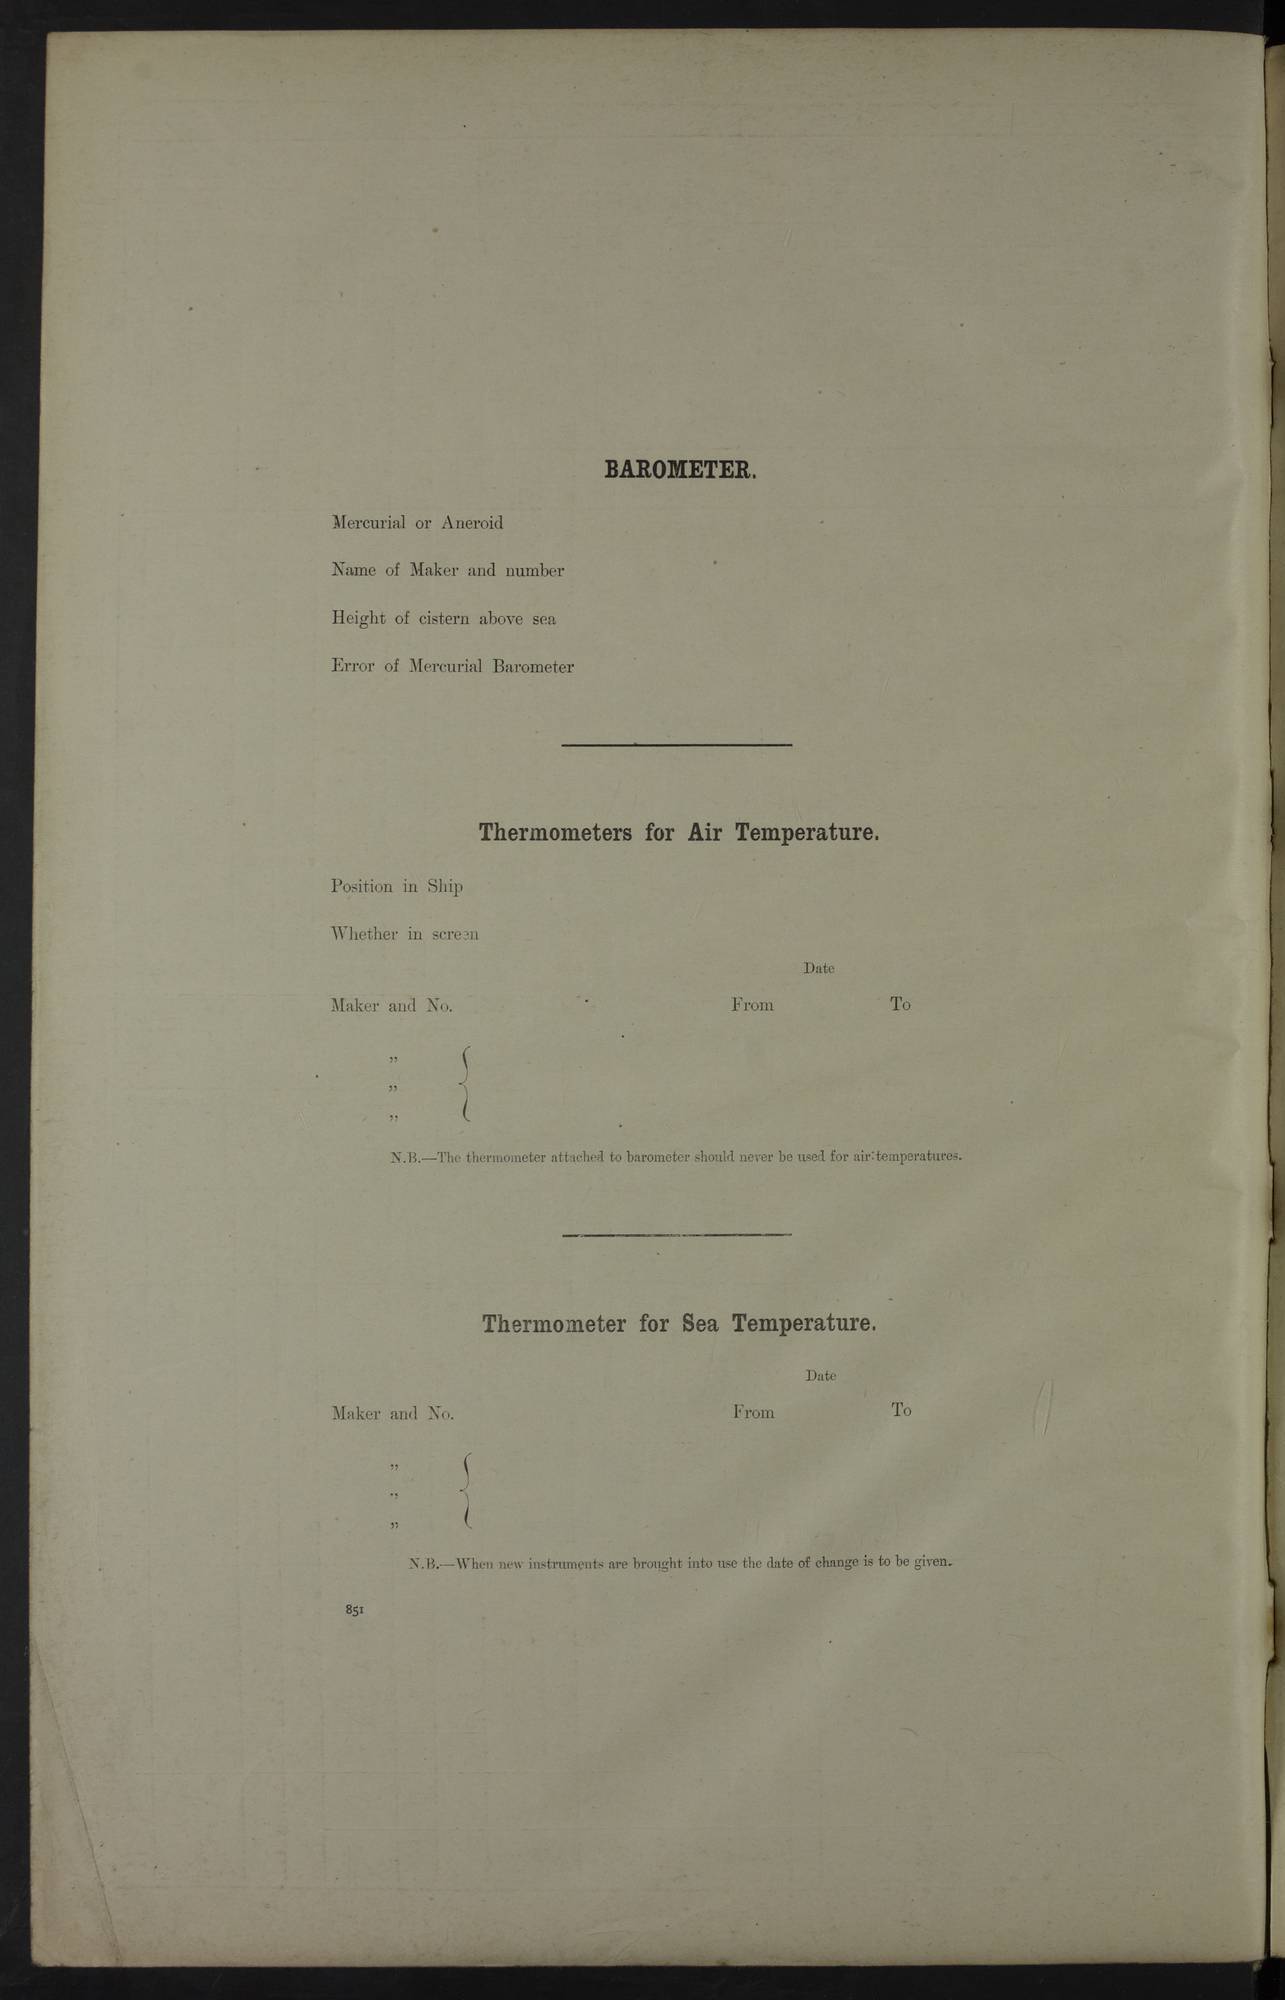 BAROMETER.
Mercurial or Aneroid
Name of Maker and number
Height of cistern above sea
Error of Mercurial Barometer
Thermometers for Air Temperature.
Position in Ship
Whether in screen
Date
Maker and No. From To
„
„
„
N.B.—The thermometer attached to barometer should never be used for air temperatures.
Thermometer for Sea Temperature.
Date
Maker and No. From To
„
„
„
N.B.—When new instruments are brought into use the date of change is to be given.
851